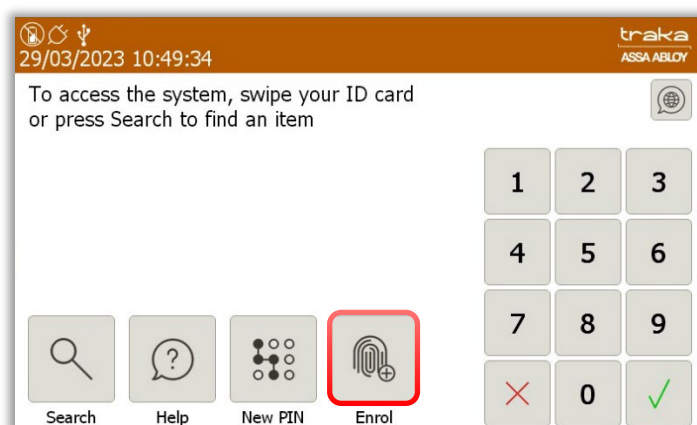 traka
29/03/2023 10:49:34
ASSA ABLOY
To access the system, swipe your ID card
or press Search to find an item
1 2 3
4 5 6
7 8 9
0
Search Help New PIN Enrol